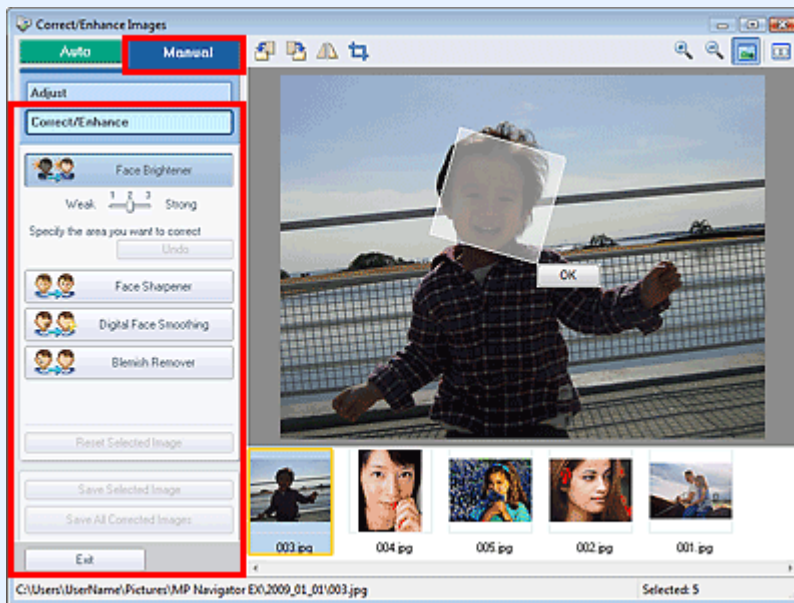 Correct/Enhance Images
Auto Manual
Adjust
Correct/Enhance
Face Brightener
1 2 3
Weak Strong
Specify the area you want to correct
Undo
Face Sharpener
Digital Face Smoothing
Blemish Remover
Reset Selected Image
Save Selected Image
Save All Corrected Images
Exit
OK
003.jpg 004.jpg 005.jpg 002.jpg 001.jpg
C:\Users\UserName\Pictures\MP Navigator EX\2009_01_01\003.jpg Selected: 5